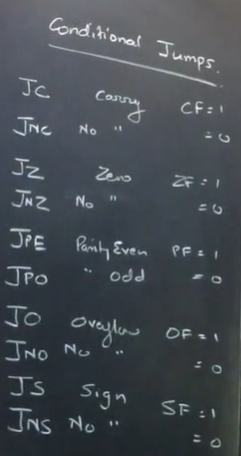 Conditional Jumps.
JC Carry CF=1
JNC No " =0
JZ Zero ZF=1
JNZ No " =0
JPE Parity Even PF=1
JPO " odd =0
JO Overflow OF=1
JNO No " =0
JS Sign SF=1
JNS No " =0